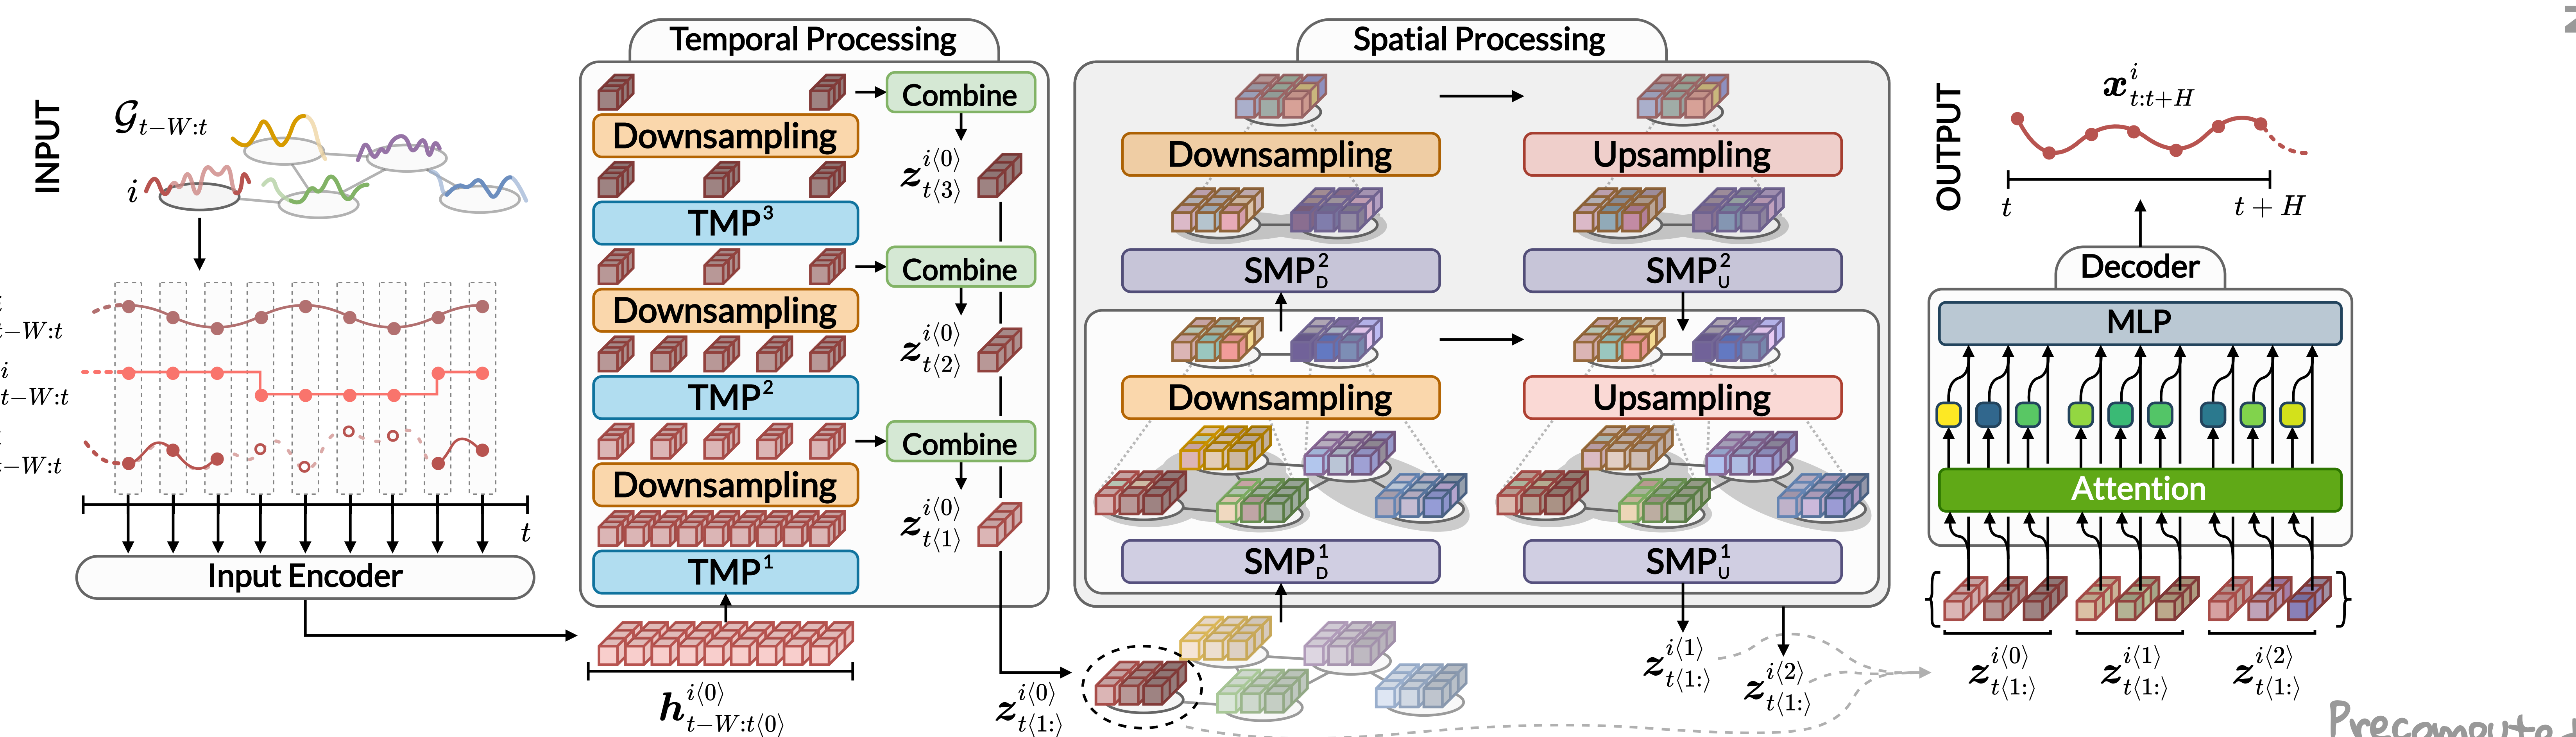 INPUT
𝒢_{t−W:t}
i
i
t−W:t
i
t−W:t
t−W:t
t
Input Encoder
Temporal Processing
Combine
Downsampling
z^{i⟨0⟩}_{t⟨3⟩}
TMP³
Combine
Downsampling
z^{i⟨0⟩}_{t⟨2⟩}
TMP²
Combine
Downsampling
z^{i⟨0⟩}_{t⟨1⟩}
TMP¹
h^{i⟨0⟩}_{t−W:t⟨0⟩}
z^{i⟨0⟩}_{t⟨1:⟩}
Spatial Processing
Downsampling
Upsampling
SMP²_D
SMP²_U
Downsampling
Upsampling
SMP¹_D
SMP¹_U
z^{i⟨1⟩}_{t⟨1:⟩}
z^{i⟨2⟩}_{t⟨1:⟩}
OUTPUT
x^i_{t:t+H}
t
t + H
Decoder
MLP
Attention
{ }
z^{i⟨0⟩}_{t⟨1:⟩}
z^{i⟨1⟩}_{t⟨1:⟩}
z^{i⟨2⟩}_{t⟨1:⟩}